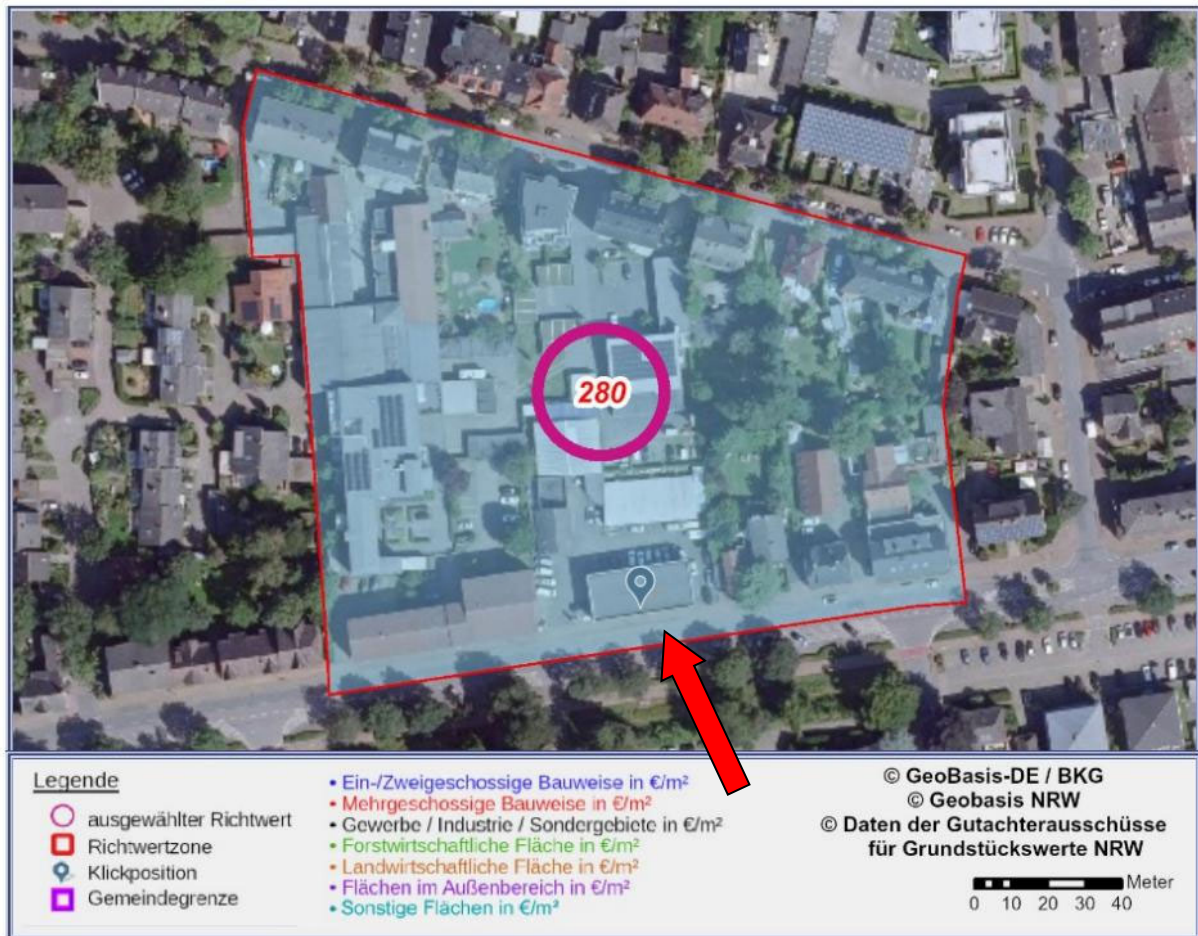 280
Legende
ausgewählter Richtwert
Richtwertzone
Klickposition
Gemeindegrenze
• Ein-/Zweigeschossige Bauweise in €/m²
• Mehrgeschossige Bauweise in €/m²
• Gewerbe / Industrie / Sondergebiete in €/m²
• Forstwirtschaftliche Fläche in €/m²
• Landwirtschaftliche Fläche in €/m²
• Flächen im Außenbereich in €/m²
• Sonstige Flächen in €/m²
© GeoBasis-DE / BKG
© Geobasis NRW
© Daten der Gutachterausschüsse
für Grundstückswerte NRW
Meter
0 10 20 30 40